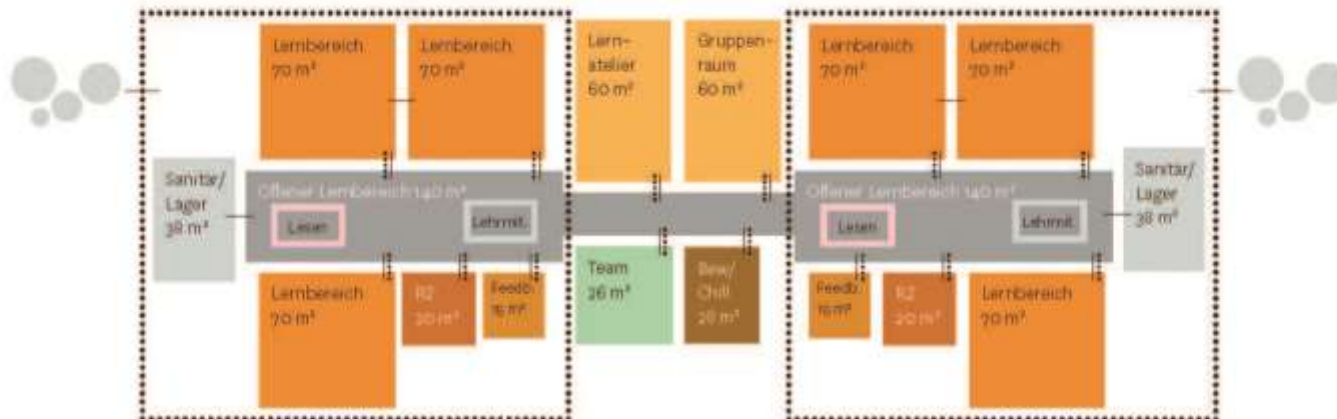 Lernbereich
70 m²
Lernbereich
70 m²
Lern-
atelier
60 m²
Gruppen-
raum
60 m²
Lernbereich
70 m²
Lernbereich
70 m²
Sanitär/
Lager
38 m²
Offener Lernbereich 140 m²
Lesen
Lehrmit.
Offener Lernbereich 140 m²
Lesen
Lehrmit.
Sanitär/
Lager
38 m²
Lernbereich
70 m²
RZ
20 m²
Feedb.
15 m²
Team
26 m²
Bew/
Chill
m²
Feedb.
15 m²
RZ
20 m²
Lernbereich
70 m²